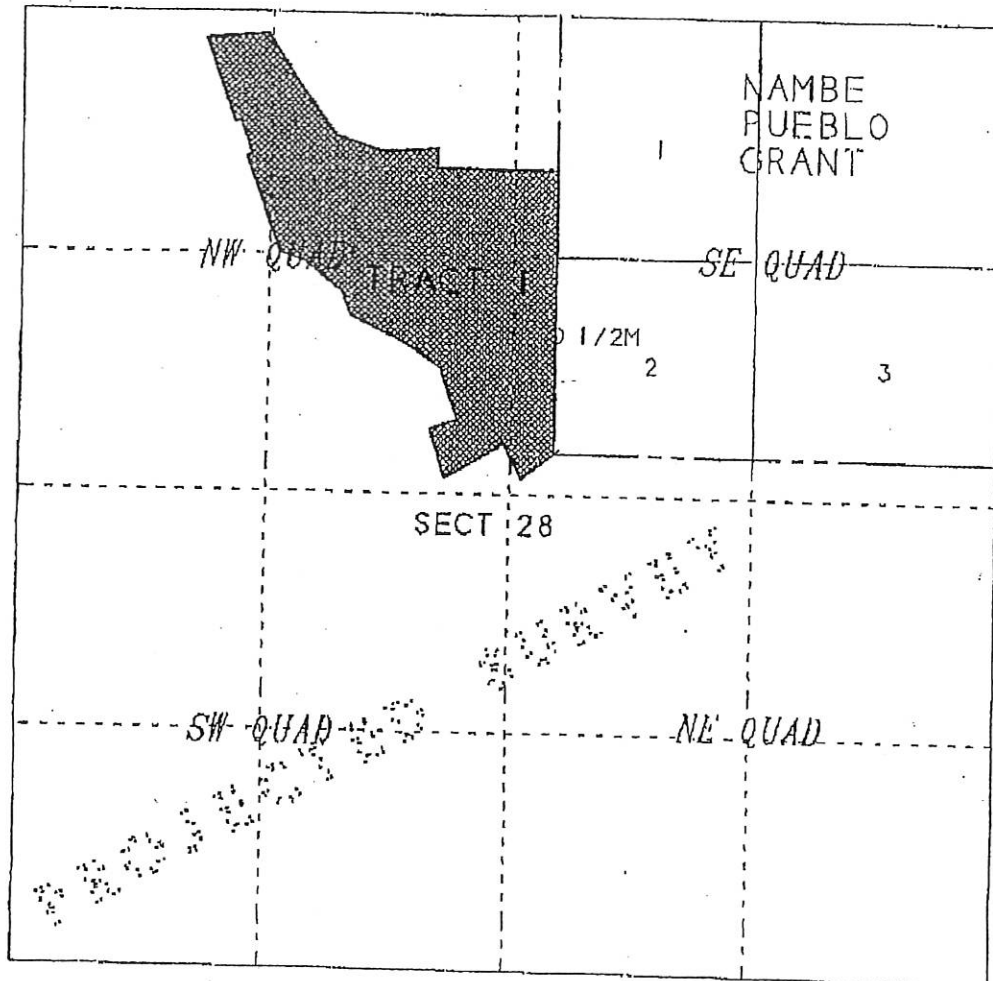 NAMBE
PUEBLO
GRANT
1
NW QUAD
SE QUAD
TRACT 1
1/2M
2
3
SECT 28
PROJECTED SURVEY
SW QUAD
NE QUAD